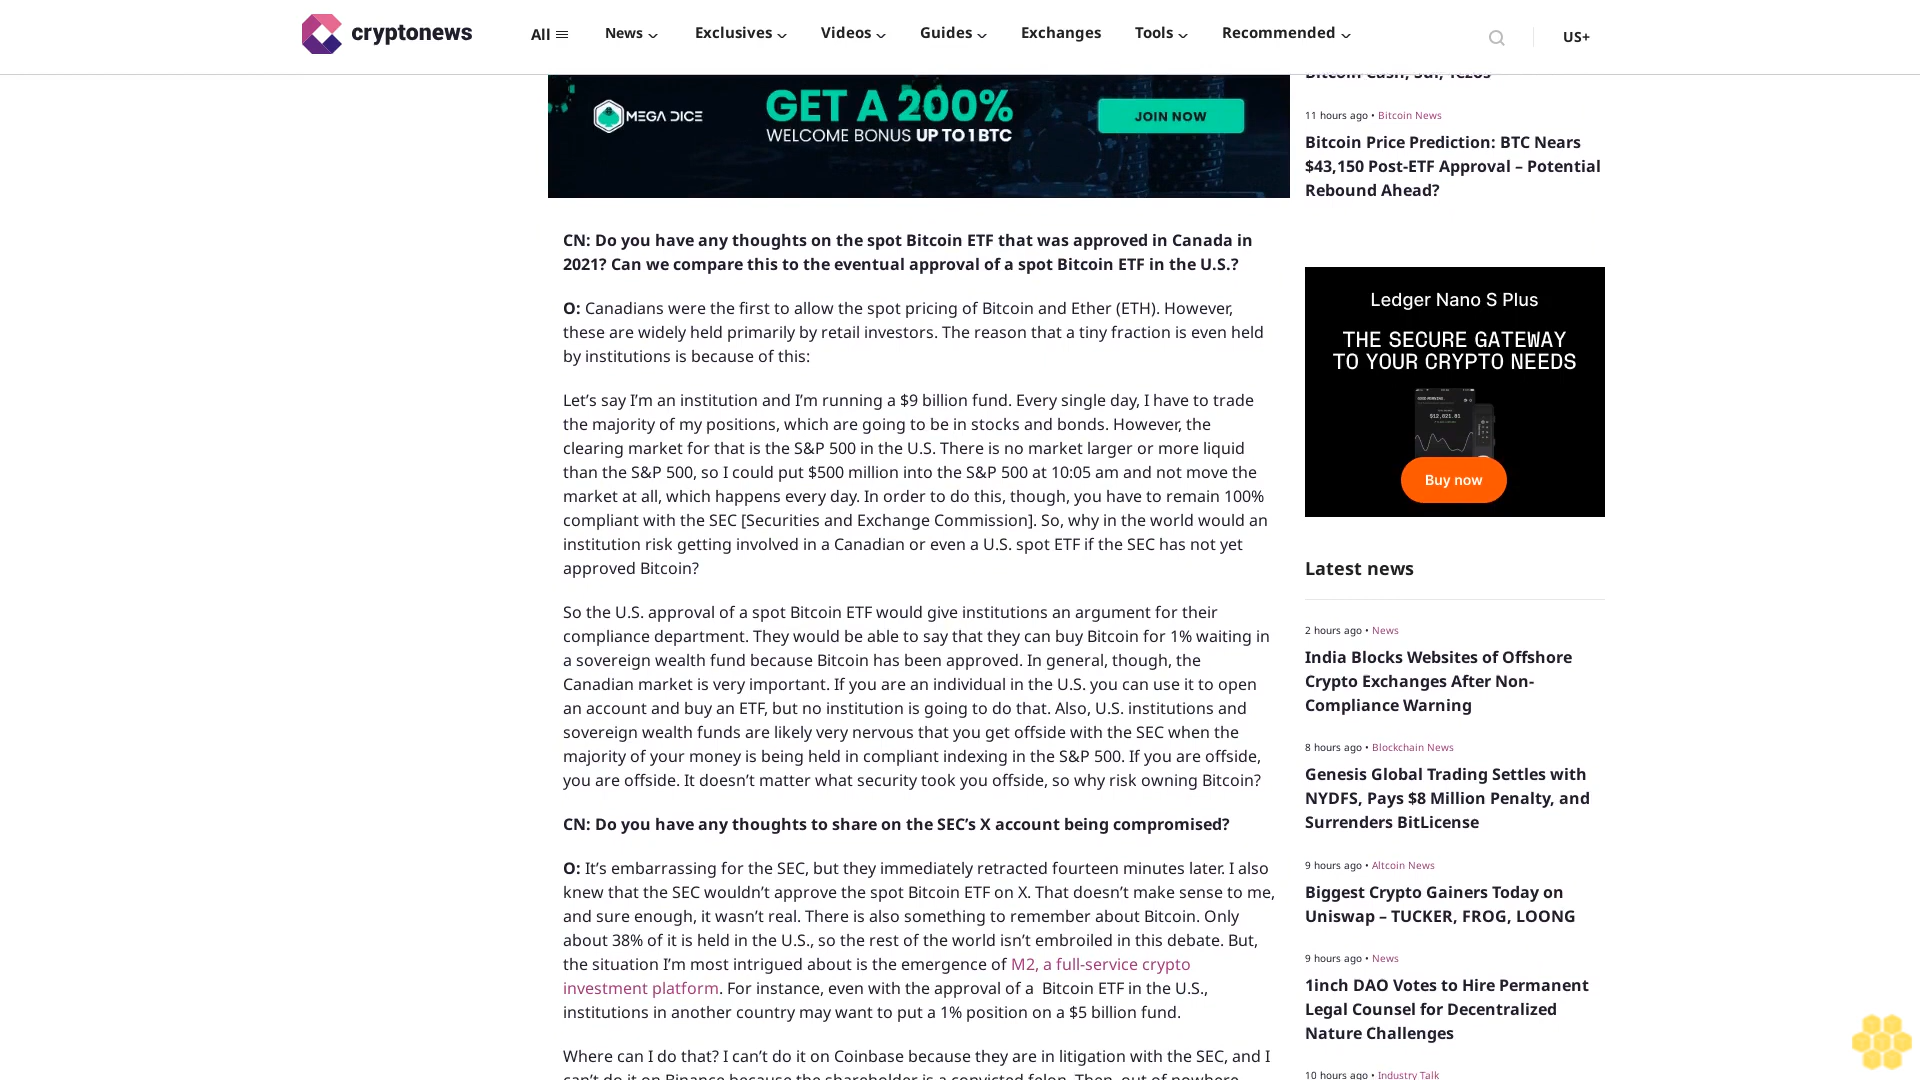 cryptonews
All
News
Exclusives
Videos
Guides
Exchanges
Tools
Recommended
US+
MEGA DICE
GET A 200%
WELCOME BONUS UP TO 1 BTC
JOIN NOW
CN: Do you have any thoughts on the spot Bitcoin ETF that was approved in Canada in
2021? Can we compare this to the eventual approval of a spot Bitcoin ETF in the U.S.?
O: Canadians were the first to allow the spot pricing of Bitcoin and Ether (ETH). However,
these are widely held primarily by retail investors. The reason that a tiny fraction is even held
by institutions is because of this:
Let’s say I’m an institution and I’m running a $9 billion fund. Every single day, I have to trade
the majority of my positions, which are going to be in stocks and bonds. However, the
clearing market for that is the S&P 500 in the U.S. There is no market larger or more liquid
than the S&P 500, so I could put $500 million into the S&P 500 at 10:05 am and not move the
market at all, which happens every day. In order to do this, though, you have to remain 100%
compliant with the SEC [Securities and Exchange Commission]. So, why in the world would an
institution risk getting involved in a Canadian or even a U.S. spot ETF if the SEC has not yet
approved Bitcoin?
So the U.S. approval of a spot Bitcoin ETF would give institutions an argument for their
compliance department. They would be able to say that they can buy Bitcoin for 1% waiting in
a sovereign wealth fund because Bitcoin has been approved. In general, though, the
Canadian market is very important. If you are an individual in the U.S. you can use it to open
an account and buy an ETF, but no institution is going to do that. Also, U.S. institutions and
sovereign wealth funds are likely very nervous that you get offside with the SEC when the
majority of your money is being held in compliant indexing in the S&P 500. If you are offside,
you are offside. It doesn’t matter what security took you offside, so why risk owning Bitcoin?
CN: Do you have any thoughts to share on the SEC’s X account being compromised?
O: It’s embarrassing for the SEC, but they immediately retracted fourteen minutes later. I also
knew that the SEC wouldn’t approve the spot Bitcoin ETF on X. That doesn’t make sense to me,
and sure enough, it wasn’t real. There is also something to remember about Bitcoin. Only
about 38% of it is held in the U.S., so the rest of the world isn’t embroiled in this debate. But,
the situation I’m most intrigued about is the emergence of M2, a full-service crypto
investment platform. For instance, even with the approval of a Bitcoin ETF in the U.S.,
institutions in another country may want to put a 1% position on a $5 billion fund.
Where can I do that? I can’t do it on Coinbase because they are in litigation with the SEC, and I
can’t do it on Binance because the shareholder is a convicted felon. Then, out of nowhere,
Bitcoin Cash, Sui, Tezos
11 hours ago • Bitcoin News
Bitcoin Price Prediction: BTC Nears
$43,150 Post-ETF Approval – Potential
Rebound Ahead?
Ledger Nano S Plus
THE SECURE GATEWAY
TO YOUR CRYPTO NEEDS
$12,821.01
Buy now
Latest news
2 hours ago • News
India Blocks Websites of Offshore
Crypto Exchanges After Non-
Compliance Warning
8 hours ago • Blockchain News
Genesis Global Trading Settles with
NYDFS, Pays $8 Million Penalty, and
Surrenders BitLicense
9 hours ago • Altcoin News
Biggest Crypto Gainers Today on
Uniswap – TUCKER, FROG, LOONG
9 hours ago • News
1inch DAO Votes to Hire Permanent
Legal Counsel for Decentralized
Nature Challenges
10 hours ago • Industry Talk